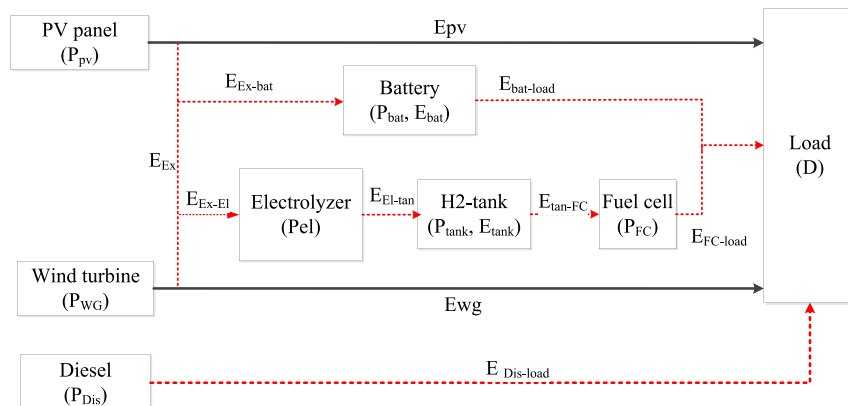 PV panel
(Ppv)
Epv
EEx-bat
Battery
(Pbat, Ebat)
Ebat-load
Load
(D)
EEx
EEx-El
Electrolyzer
(Pel)
EEl-tan
H2-tank
(Ptank, Etank)
Etan-FC
Fuel cell
(PFC)
EFC-load
Wind turbine
(PWG)
Ewg
Diesel
(PDis)
E Dis-load